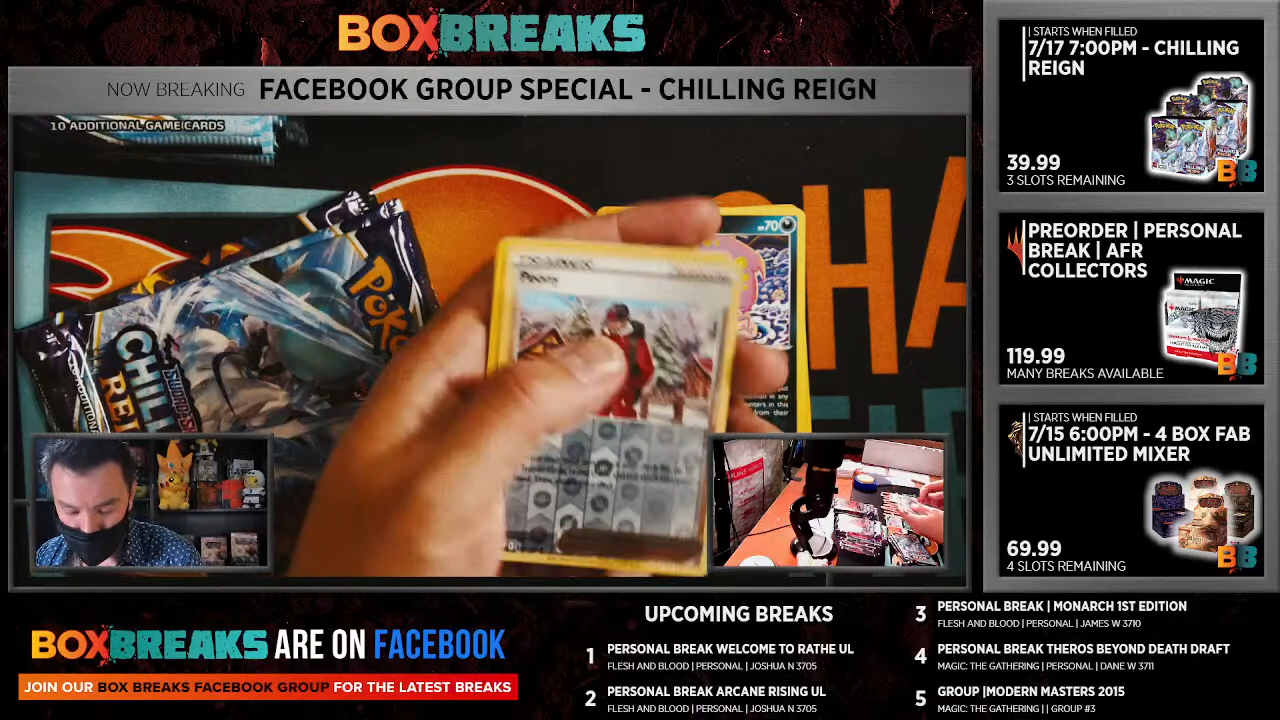 BOXBREAKS
NOW BREAKING FACEBOOK GROUP SPECIAL - CHILLING REIGN
10 ADDITIONAL GAME CARDS
70
Peony
| STARTS WHEN FILLED
7/17 7:00PM - CHILLING
REIGN
39.99
3 SLOTS REMAINING
BB
PREORDER | PERSONAL
BREAK | AFR
COLLECTORS
MAGIC
119.99
MANY BREAKS AVAILABLE
BB
| STARTS WHEN FILLED
7/15 6:00PM - 4 BOX FAB
UNLIMITED MIXER
69.99
4 SLOTS REMAINING
BB
BOXBREAKS ARE ON FACEBOOK
JOIN OUR BOX BREAKS FACEBOOK GROUP FOR THE LATEST BREAKS
UPCOMING BREAKS
1 PERSONAL BREAK WELCOME TO RATHE UL
FLESH AND BLOOD | PERSONAL | JOSHUA N 3705
2 PERSONAL BREAK ARCANE RISING UL
FLESH AND BLOOD | PERSONAL | JOSHUA N 3705
3 PERSONAL BREAK | MONARCH 1ST EDITION
FLESH AND BLOOD | PERSONAL | JAMES W 3710
4 PERSONAL BREAK THEROS BEYOND DEATH DRAFT
MAGIC: THE GATHERING | PERSONAL | DANE W 3711
5 GROUP |MODERN MASTERS 2015
MAGIC: THE GATHERING | | GROUP #3